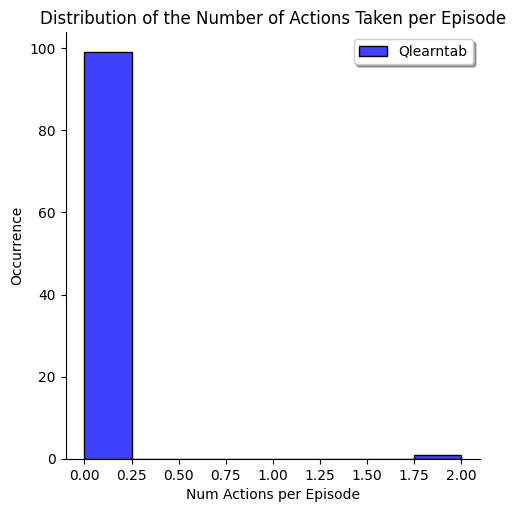 Distribution of the Number of Actions Taken per Episode
Qlearntab
100
80
60
40
20
0
Occurrence
0.00 0.25 0.50 0.75 1.00 1.25 1.50 1.75 2.00
Num Actions per Episode